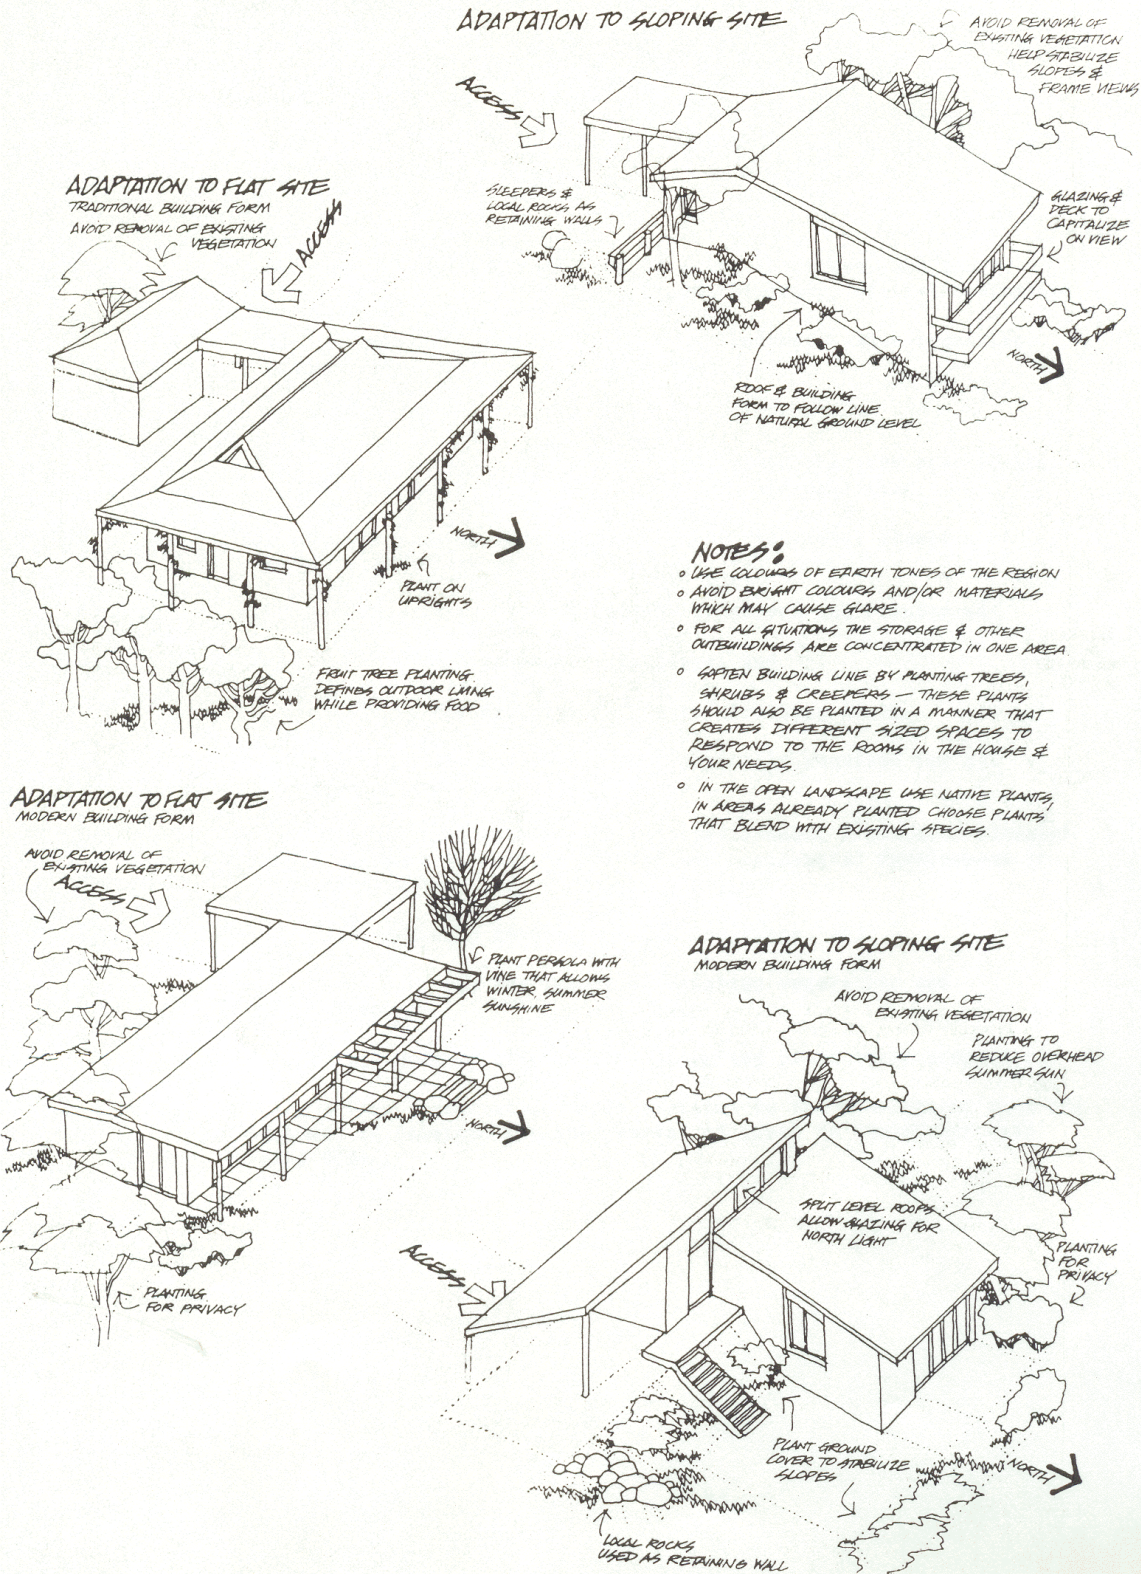 ADAPTATION TO SLOPING SITE
AVOID REMOVAL OF
EXISTING VEGETATION
HELP STABILIZE
SLOPES &
FRAME VIEWS
ACCESS
SLEEPERS &
LOCAL ROCKS AS
RETAINING WALLS
GLAZING &
DECK TO
CAPITALIZE
ON VIEW
NORTH
ROOF & BUILDING
FORM TO FOLLOW LINE
OF NATURAL GROUND LEVEL
ADAPTATION TO FLAT SITE
TRADITIONAL BUILDING FORM
AVOID REMOVAL OF EXISTING
VEGETATION
ACCESS
NORTH
PLANT ON
UPRIGHTS
FRUIT TREE PLANTING
DEFINES OUTDOOR LIVING
WHILE PROVIDING FOOD
NOTES:
o USE COLOURS OF EARTH TONES OF THE REGION
o AVOID BRIGHT COLOURS AND/OR MATERIALS
WHICH MAY CAUSE GLARE.
o FOR ALL SITUATIONS THE STORAGE & OTHER
OUTBUILDINGS ARE CONCENTRATED IN ONE AREA
o SOFTEN BUILDING LINE BY PLANTING TREES,
SHRUBS & CREEPERS — THESE PLANTS
SHOULD ALSO BE PLANTED IN A MANNER THAT
CREATES DIFFERENT SIZED SPACES TO
RESPOND TO THE ROOMS IN THE HOUSE &
YOUR NEEDS.
o IN THE OPEN LANDSCAPE USE NATIVE PLANTS,
IN AREAS ALREADY PLANTED CHOOSE PLANTS
THAT BLEND WITH EXISTING SPECIES.
ADAPTATION TO FLAT SITE
MODERN BUILDING FORM
AVOID REMOVAL OF
EXISTING VEGETATION
ACCESS
PLANT PERGOLA WITH
VINE THAT ALLOWS
WINTER, SUMMER
SUNSHINE
NORTH
PLANTING
FOR PRIVACY
ADAPTATION TO SLOPING SITE
MODERN BUILDING FORM
AVOID REMOVAL OF
EXISTING VEGETATION
PLANTING TO
REDUCE OVERHEAD
SUMMER SUN
SPLIT LEVEL ROOFS
ALLOW GLAZING FOR
NORTH LIGHT
PLANTING
FOR
PRIVACY
ACCESS
PLANT GROUND
COVER TO STABILIZE
SLOPES
NORTH
LOCAL ROCKS
USED AS RETAINING WALL